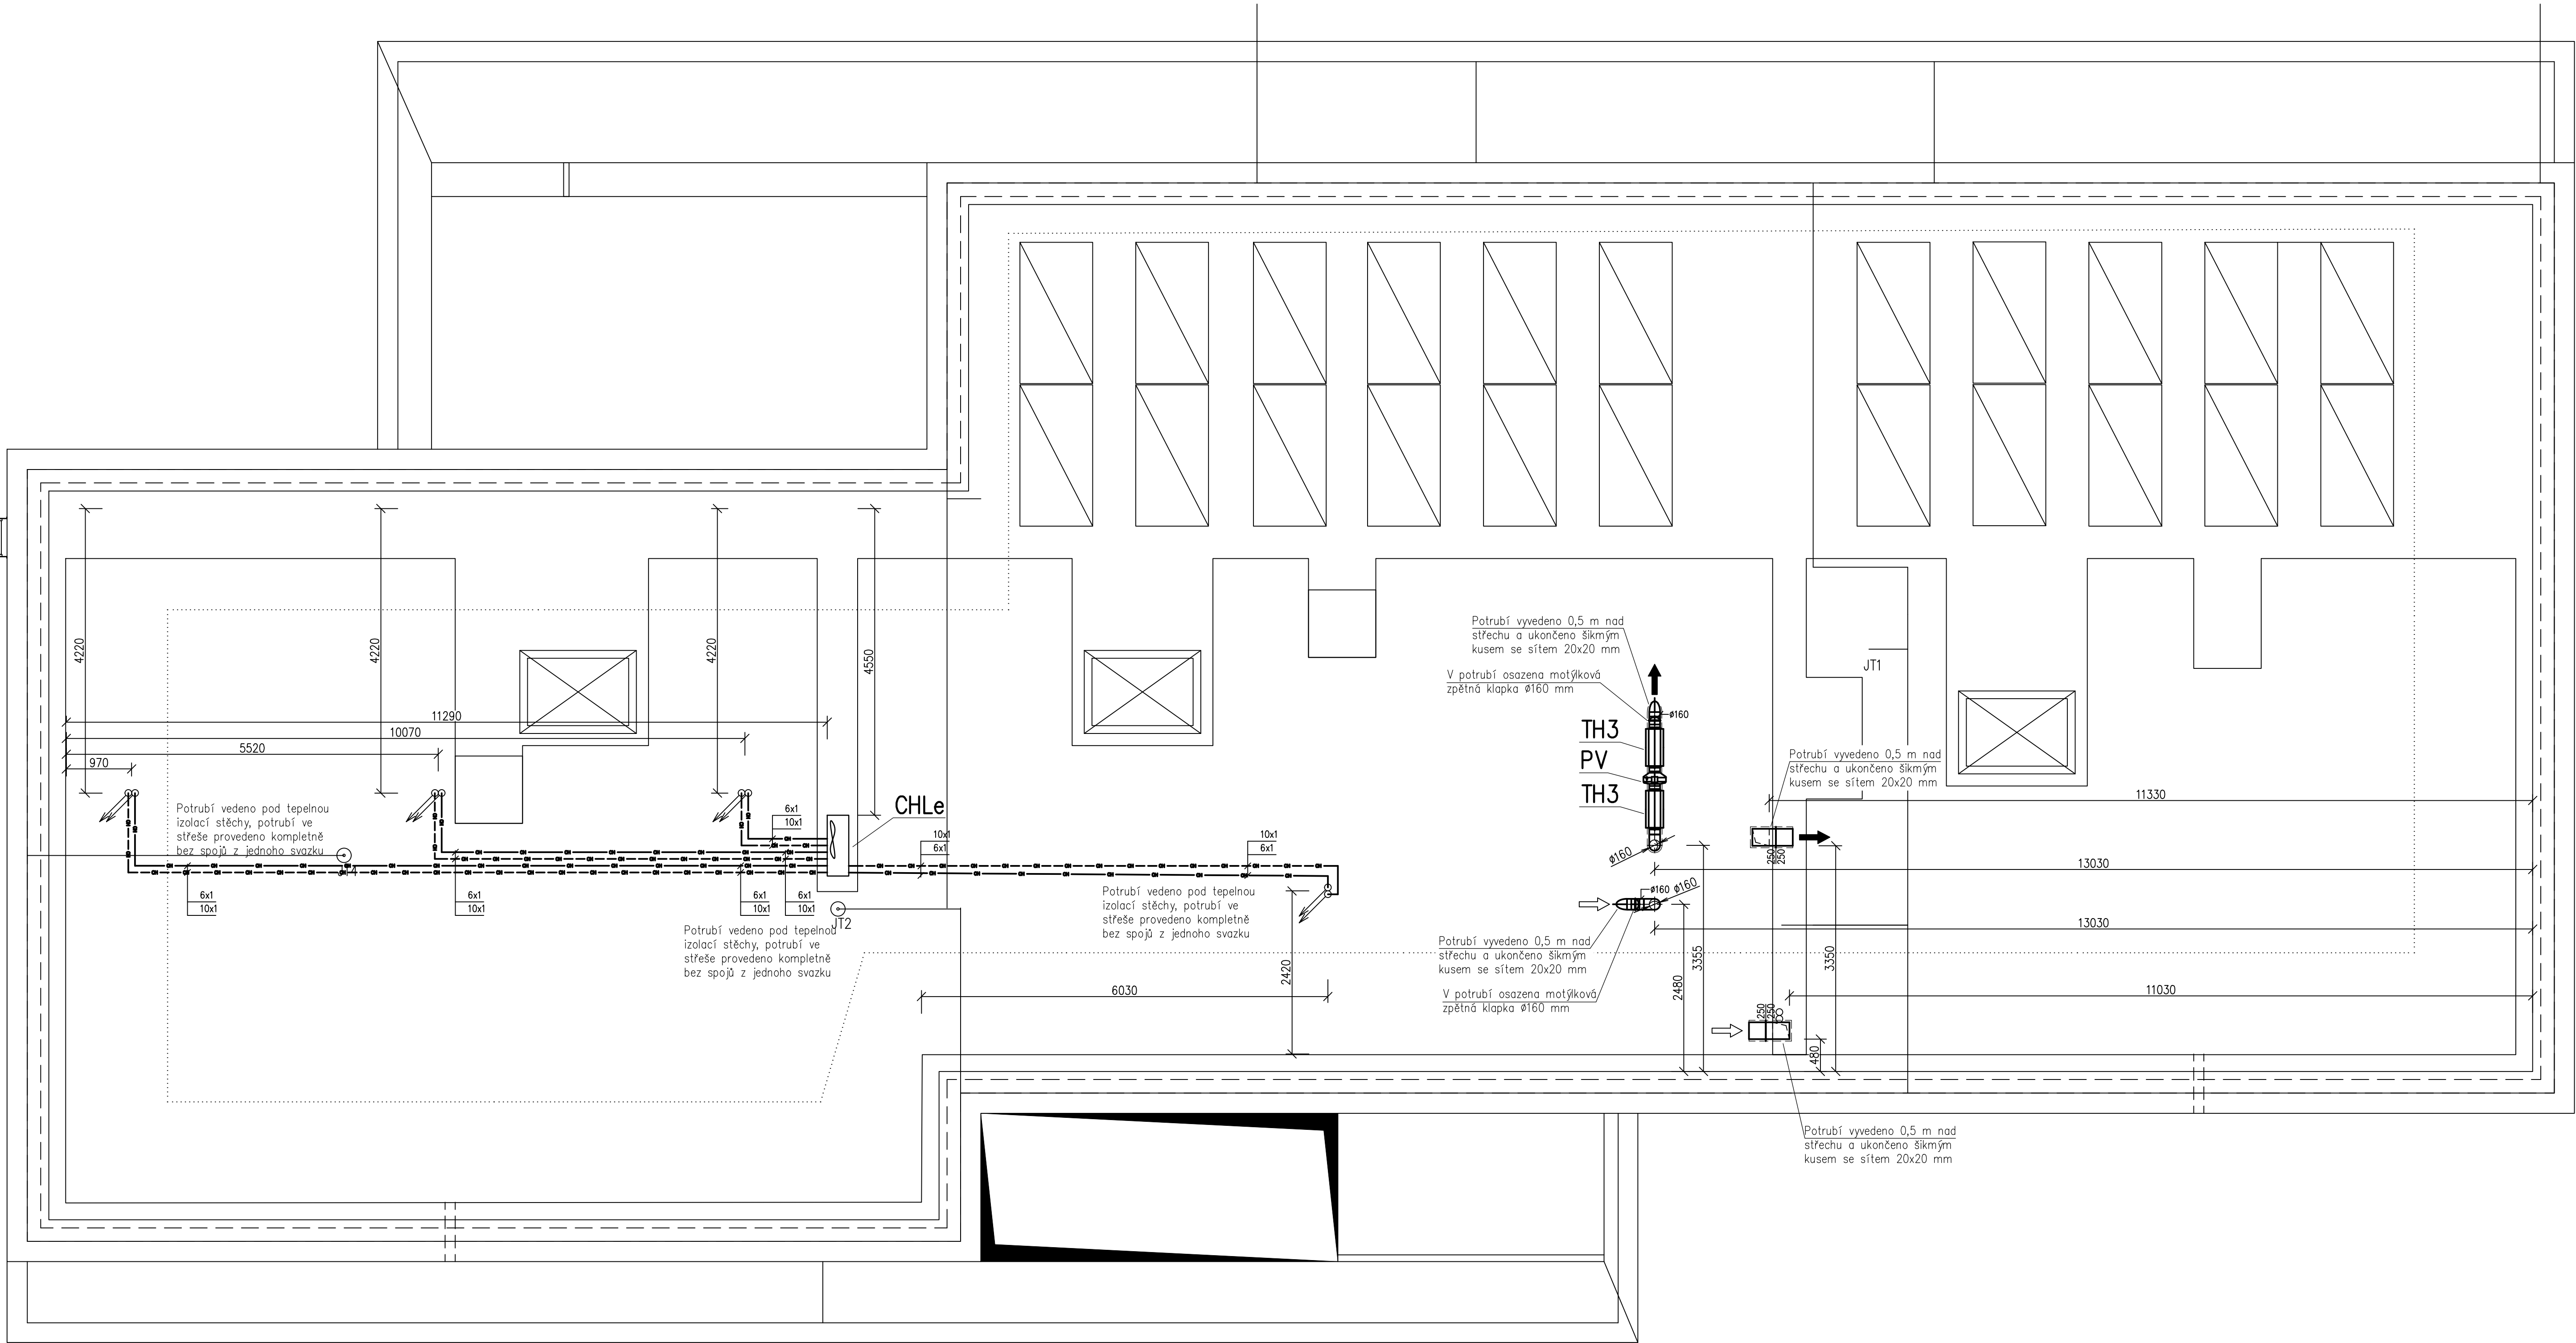 Potrubí vyvedeno 0,5 m nad
střechu a ukončeno šikmým
kusem se sítem 20x20 mm
V potrubí osazena motýlková
zpětná klapka ø160 mm
JT1
4220
4220
4220
4550
11290
10070
5520
970
ø160
TH3
PV
TH3
Potrubí vyvedeno 0,5 m nad
střechu a ukončeno šikmým
kusem se sítem 20x20 mm
11330
Potrubí vedeno pod tepelnou
izolací stěchy, potrubí ve
střeše provedeno kompletně
bez spojů z jednoho svazku
JT4
6x1
10x1
CHLe
10x1
6x1
10x1
6x1
ø160
250
250
13030
6x1
10x1
6x1
10x1
6x1
10x1
6x1
10x1
JT2
Potrubí vedeno pod tepelnou
izolací stěchy, potrubí ve
střeše provedeno kompletně
bez spojů z jednoho svazku
Potrubí vedeno pod tepelnou
izolací stěchy, potrubí ve
střeše provedeno kompletně
bez spojů z jednoho svazku
ø160
ø160
13030
Potrubí vyvedeno 0,5 m nad
střechu a ukončeno šikmým
kusem se sítem 20x20 mm
V potrubí osazena motýlková
zpětná klapka ø160 mm
2420
6030
2480
3355
3350
11030
250
250
480
Potrubí vyvedeno 0,5 m nad
střechu a ukončeno šikmým
kusem se sítem 20x20 mm